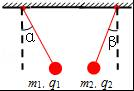 α β
m₁, q₁ m₂, q₂